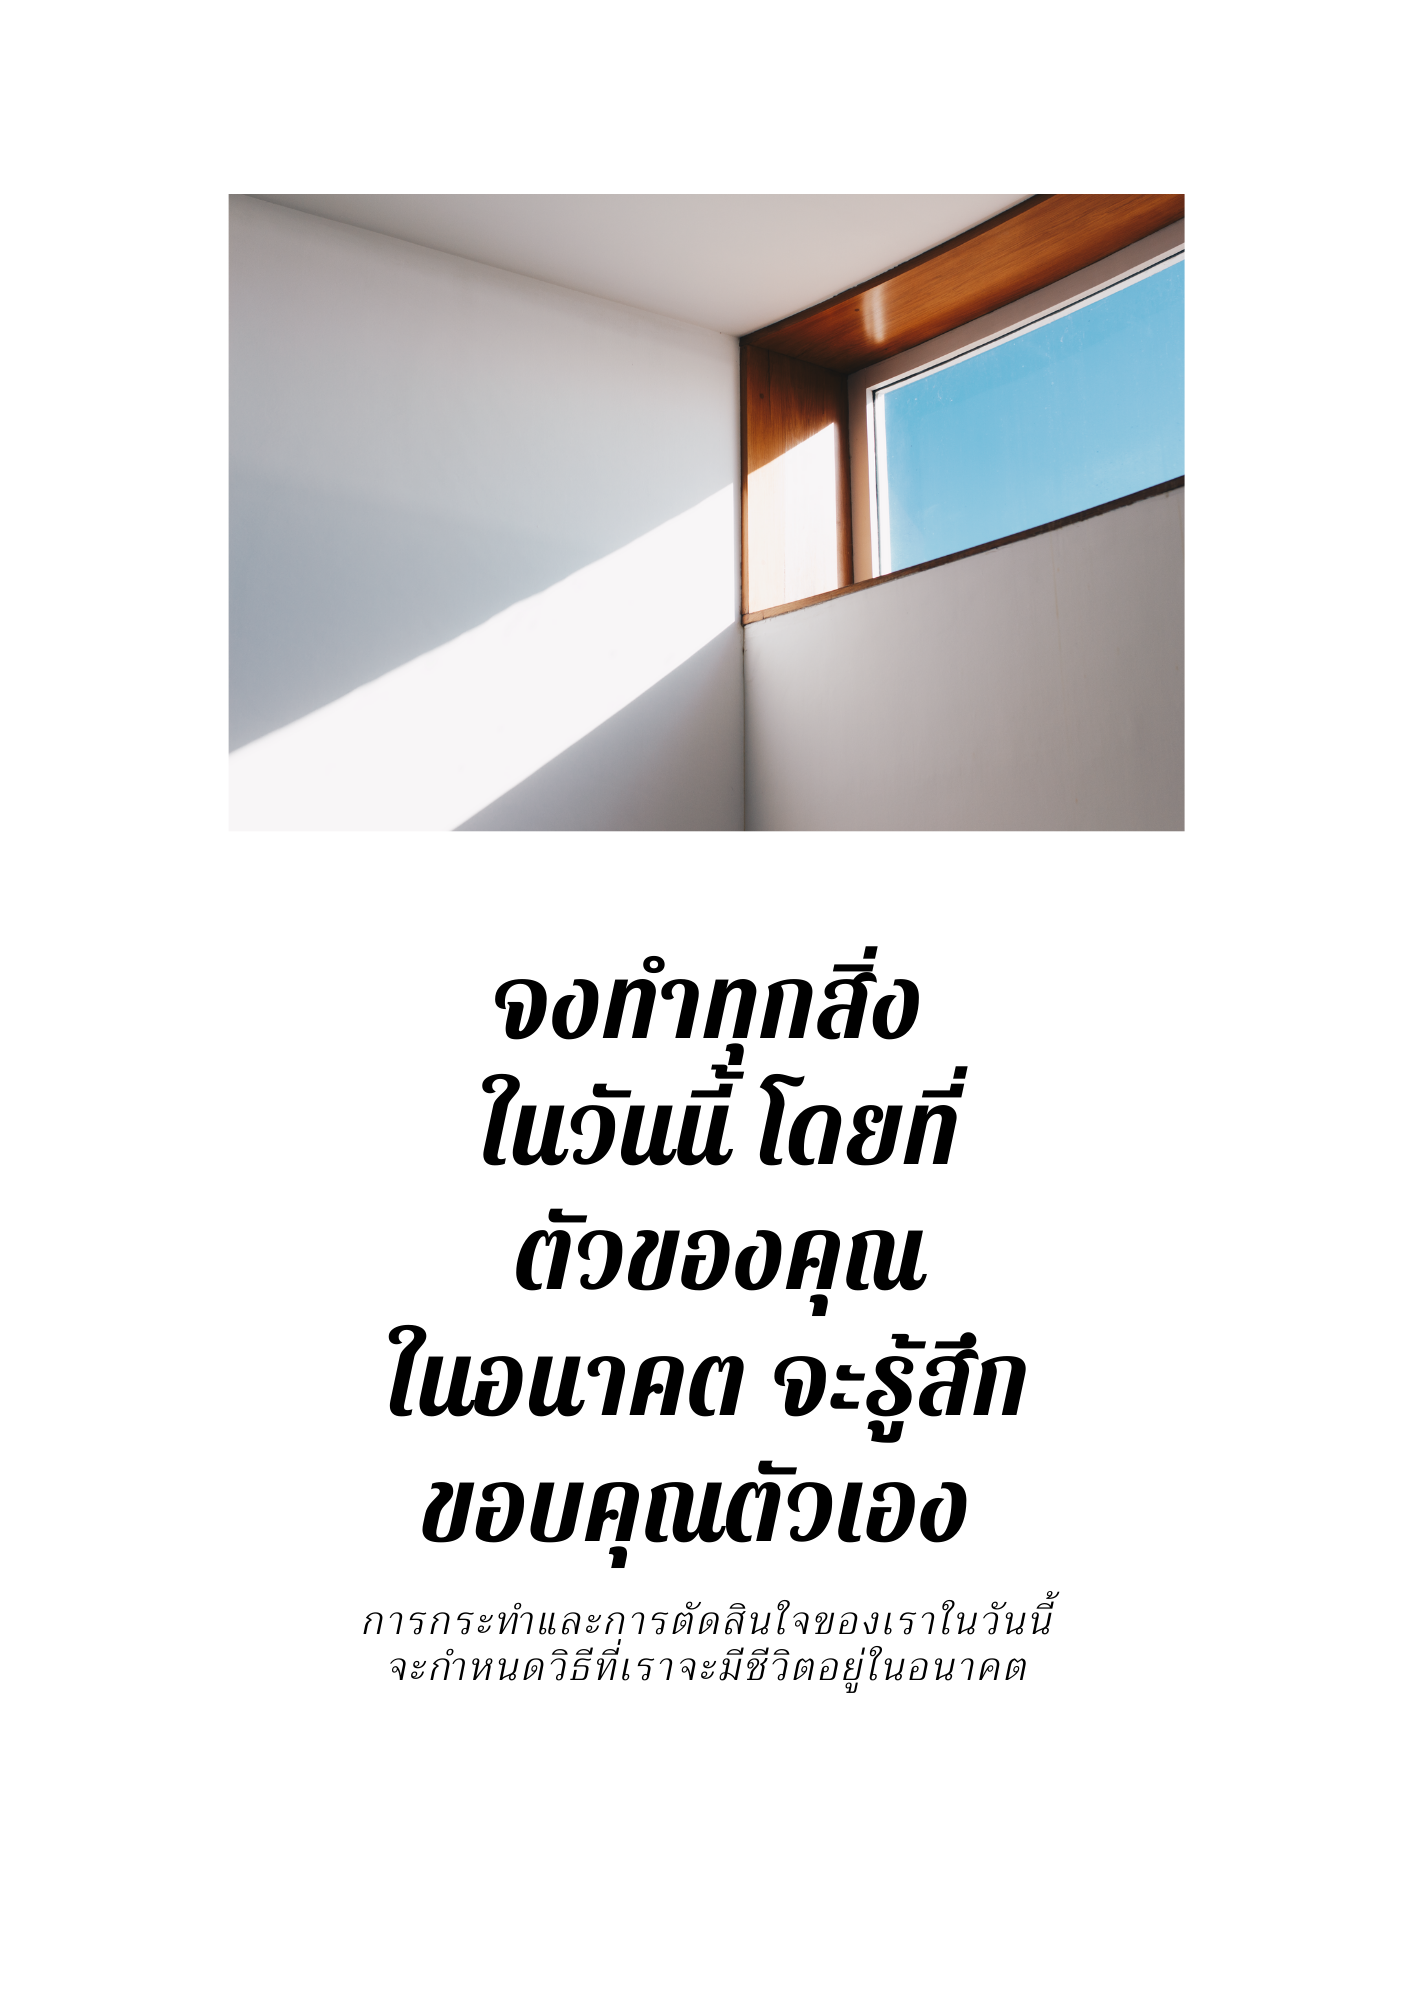 จงทำทุกสิ่ง
ในวันนี้ โดยที่
ตัวของคุณ
ในอนาคต จะรู้สึก
ขอบคุณตัวเอง
การกระทำและการตัดสินใจของเราในวันนี้
จะกำหนดวิธีที่เราจะมีชีวิตอยู่ในอนาคต